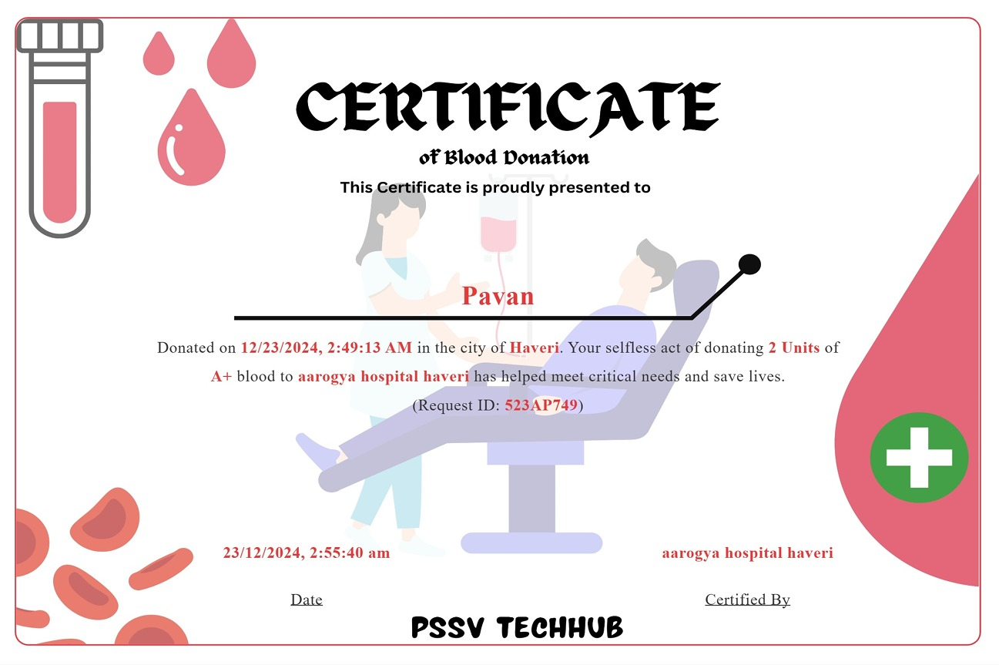 CERTIFICATE
of Blood Donation
This Certificate is proudly presented to
Pavan
Donated on 12/23/2024, 2:49:13 AM in the city of Haveri. Your selfless act of donating 2 Units of
A+ blood to aarogya hospital haveri has helped meet critical needs and save lives.
(Request ID: 523AP749)
23/12/2024, 2:55:40 am
aarogya hospital haveri
Date
Certified By
PSSV TECHHUB